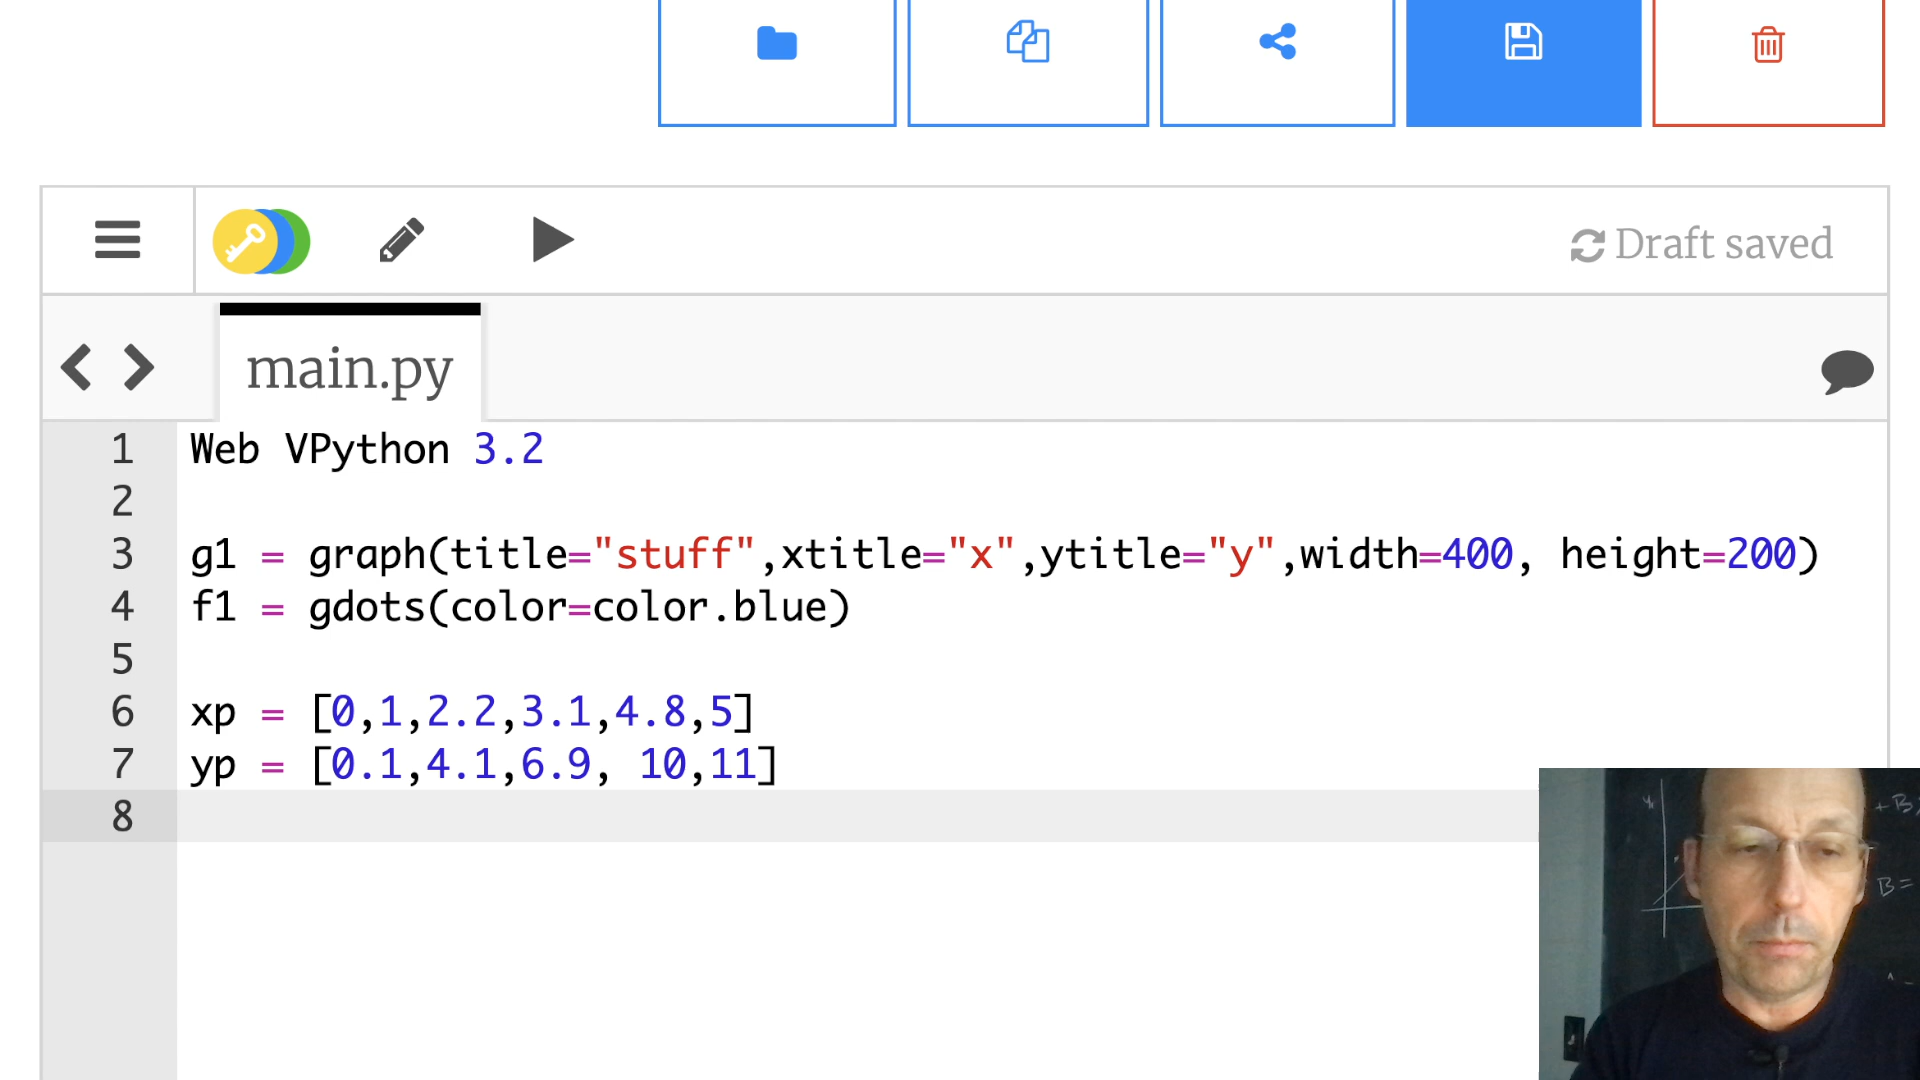 Draft saved
main.py
1 Web VPython 3.2
2
3 g1 = graph(title="stuff",xtitle="x",ytitle="y",width=400, height=200)
4 f1 = gdots(color=color.blue)
5
6 xp = [0,1,2.2,3.1,4.8,5]
7 yp = [0.1,4.1,6.9, 10,11]
8
+B
B=